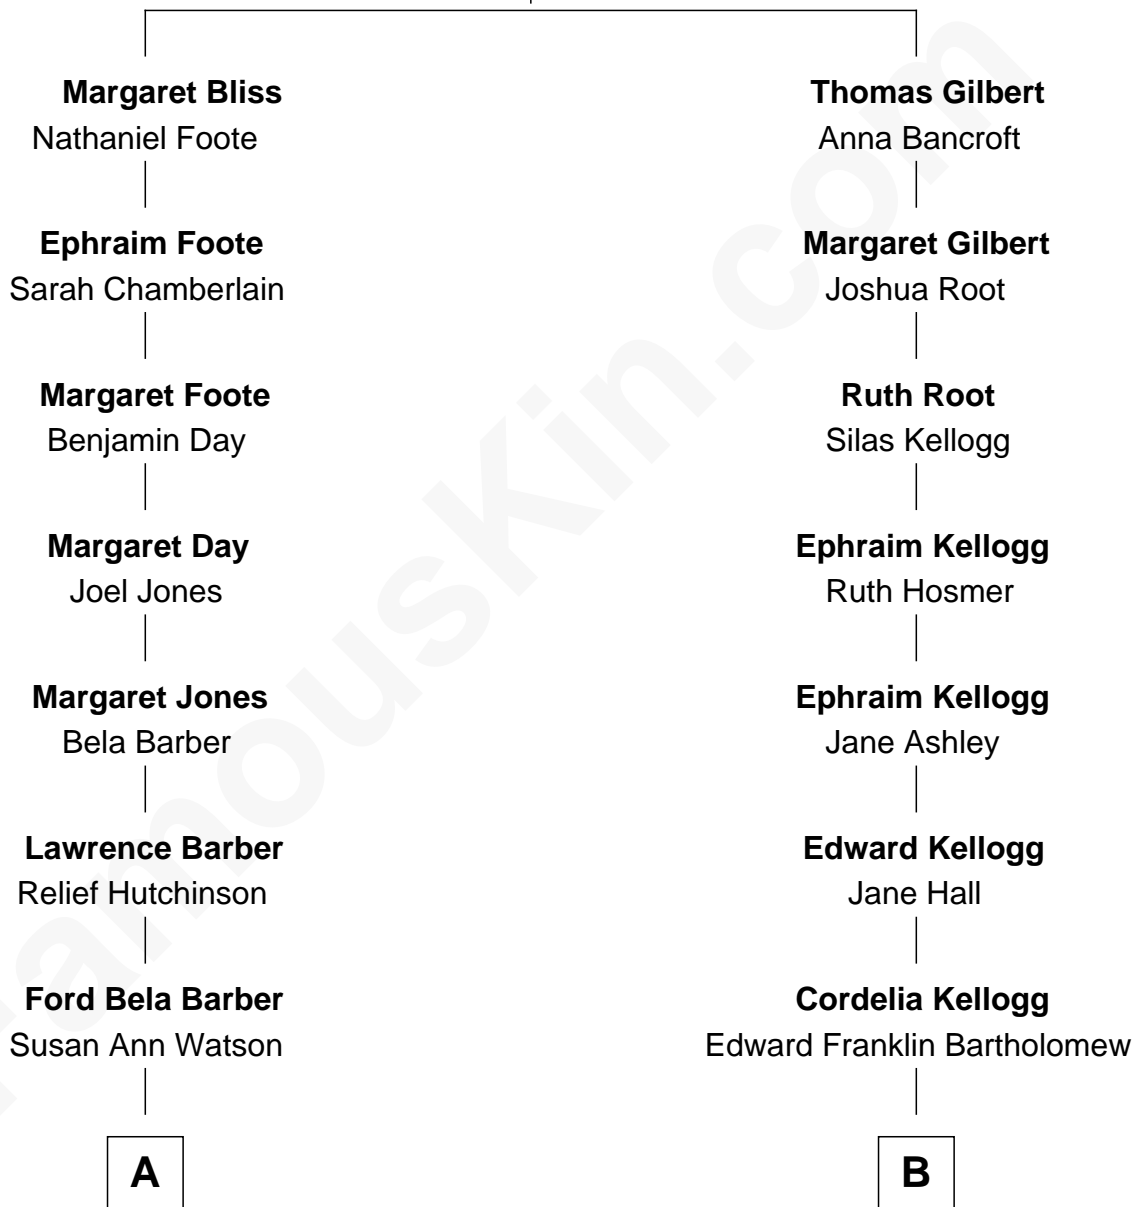 Margaret Bliss
Nathaniel Foote
Ephraim Foote
Sarah Chamberlain
Margaret Foote
Benjamin Day
Margaret Day
Joel Jones
Margaret Jones
Bela Barber
Lawrence Barber
Relief Hutchinson
Ford Bela Barber
Susan Ann Watson
A
Thomas Gilbert
Anna Bancroft
Margaret Gilbert
Joshua Root
Ruth Root
Silas Kellogg
Ephraim Kellogg
Ruth Hosmer
Ephraim Kellogg
Jane Ashley
Edward Kellogg
Jane Hall
Cordelia Kellogg
Edward Franklin Bartholomew
B
FamousKin.com